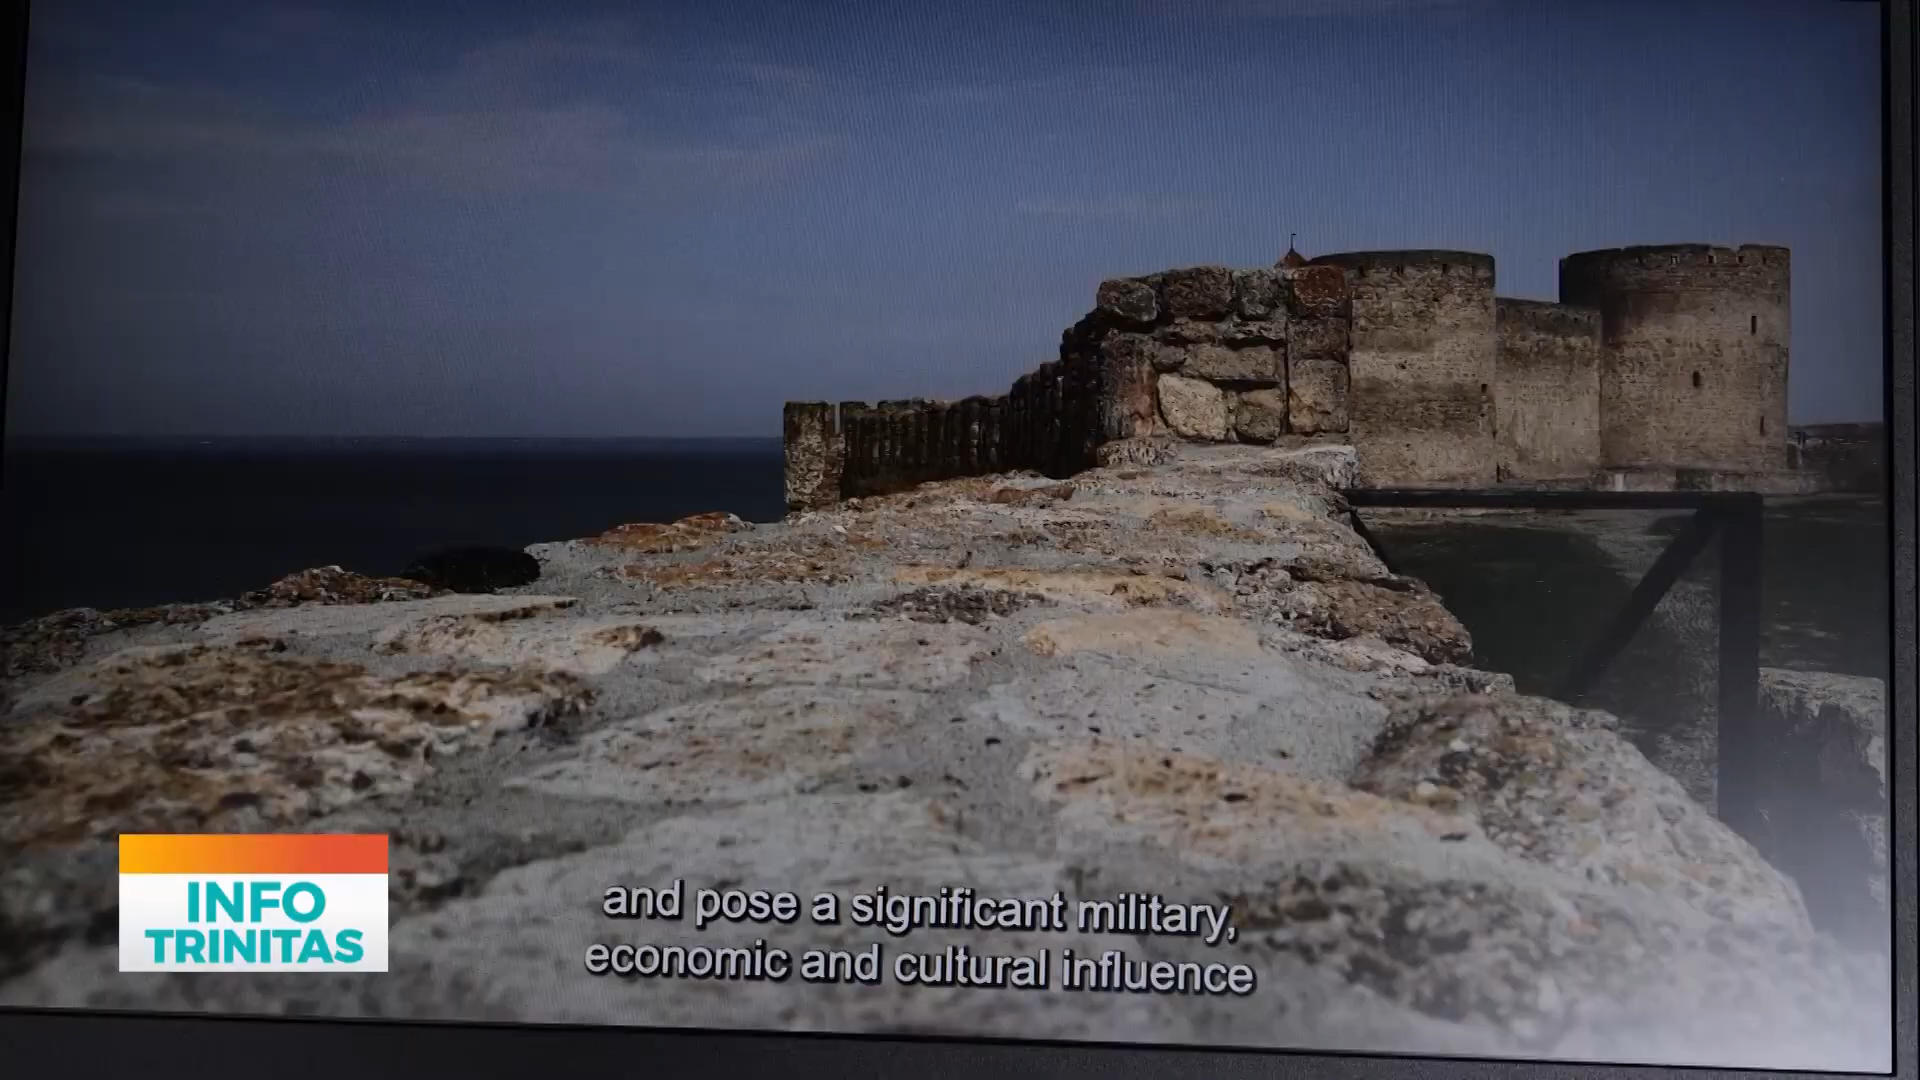 and pose a significant military,
economic and cultural influence
INFO
TRINITAS